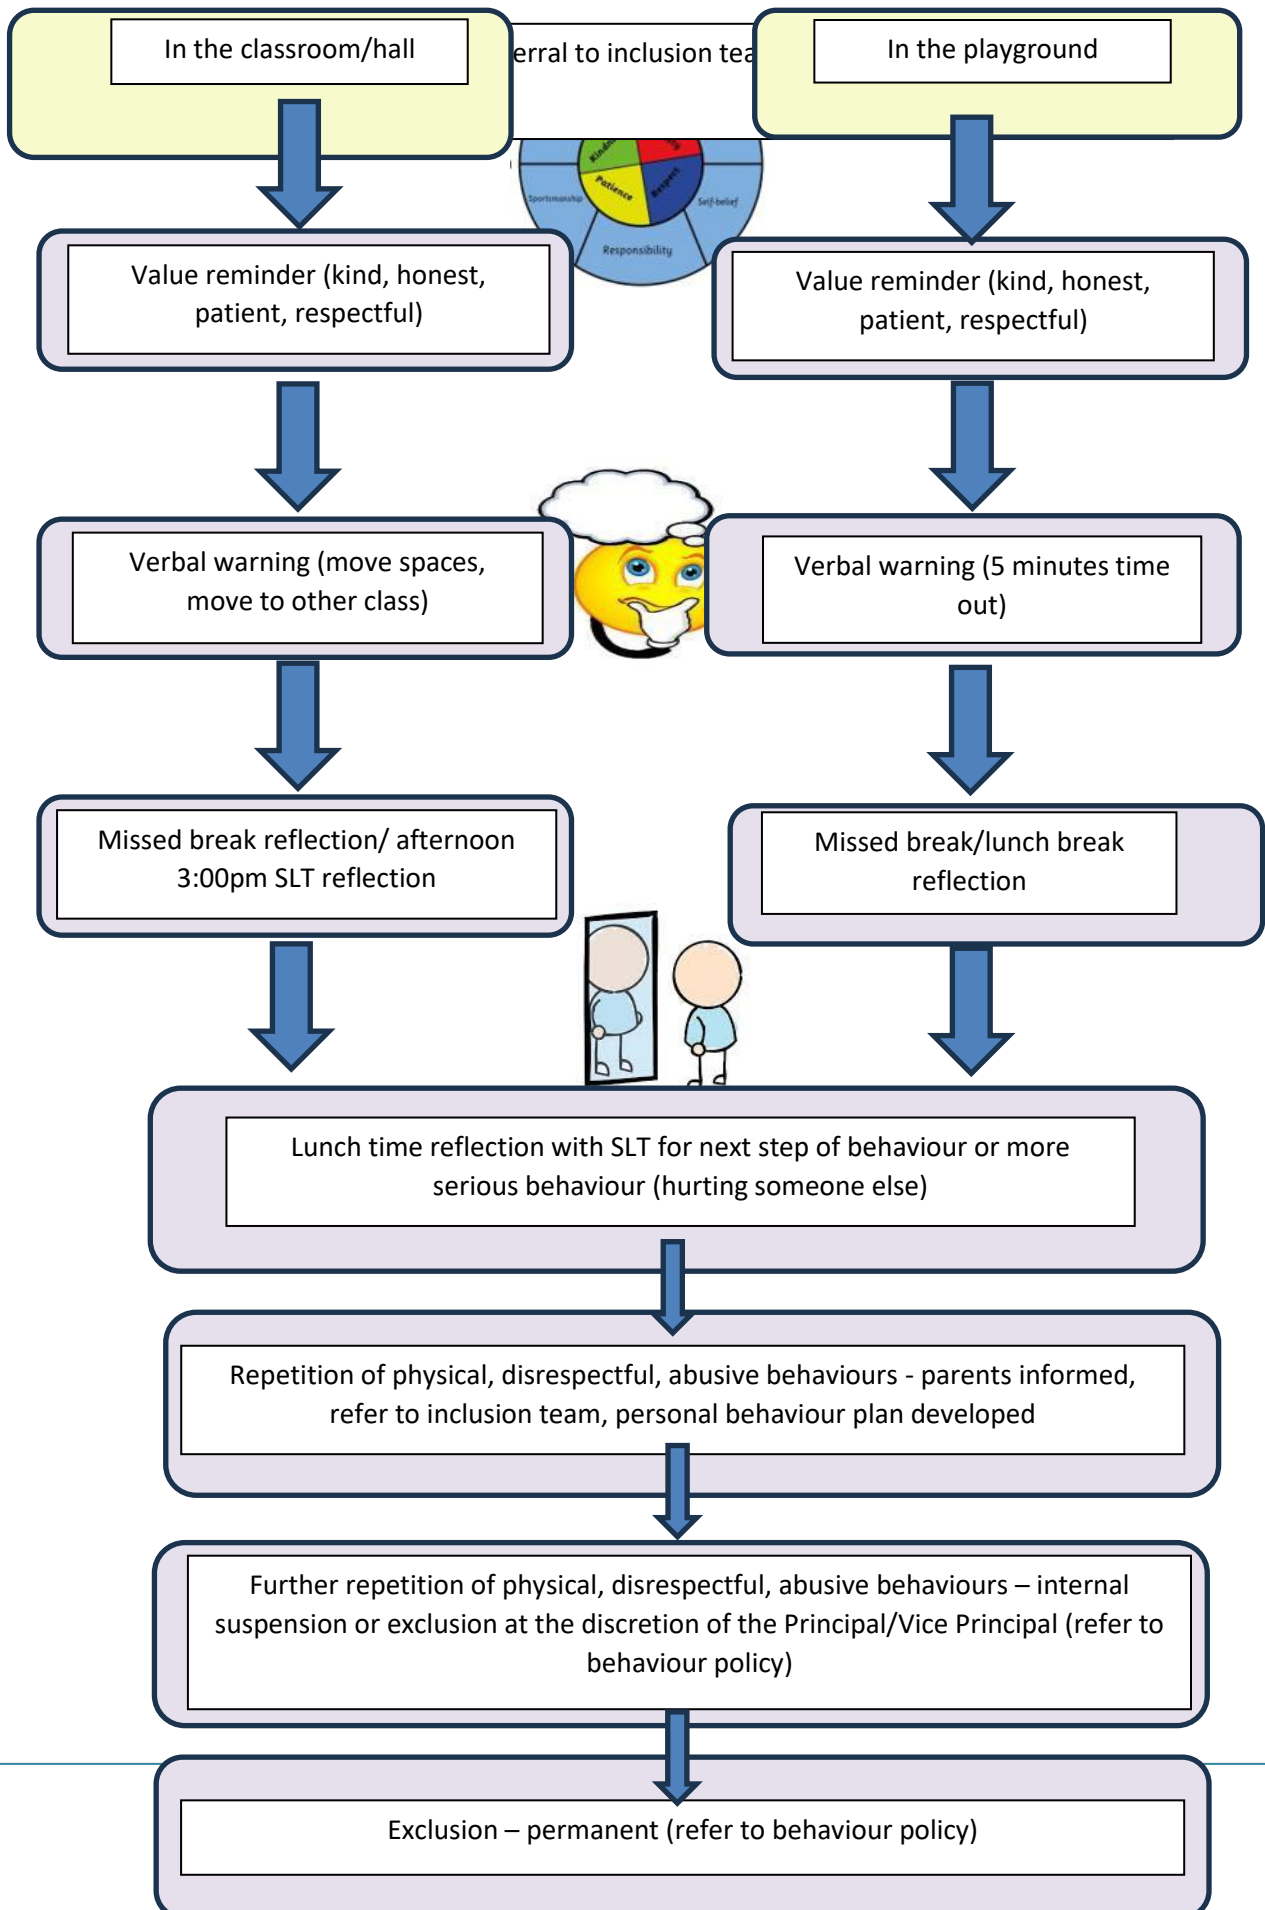 In the classroom/hall
erral to inclusion tea
In the playground
Patience
Respect
Sportsmanship
Self-belief
Responsibility
Value reminder (kind, honest,
patient, respectful)
Value reminder (kind, honest,
patient, respectful)
Verbal warning (move spaces,
move to other class)
Verbal warning (5 minutes time
out)
Missed break reflection/ afternoon
3:00pm SLT reflection
Missed break/lunch break
reflection
Lunch time reflection with SLT for next step of behaviour or more
serious behaviour (hurting someone else)
Repetition of physical, disrespectful, abusive behaviours - parents informed,
refer to inclusion team, personal behaviour plan developed
Further repetition of physical, disrespectful, abusive behaviours – internal
suspension or exclusion at the discretion of the Principal/Vice Principal (refer to
behaviour policy)
Exclusion – permanent (refer to behaviour policy)